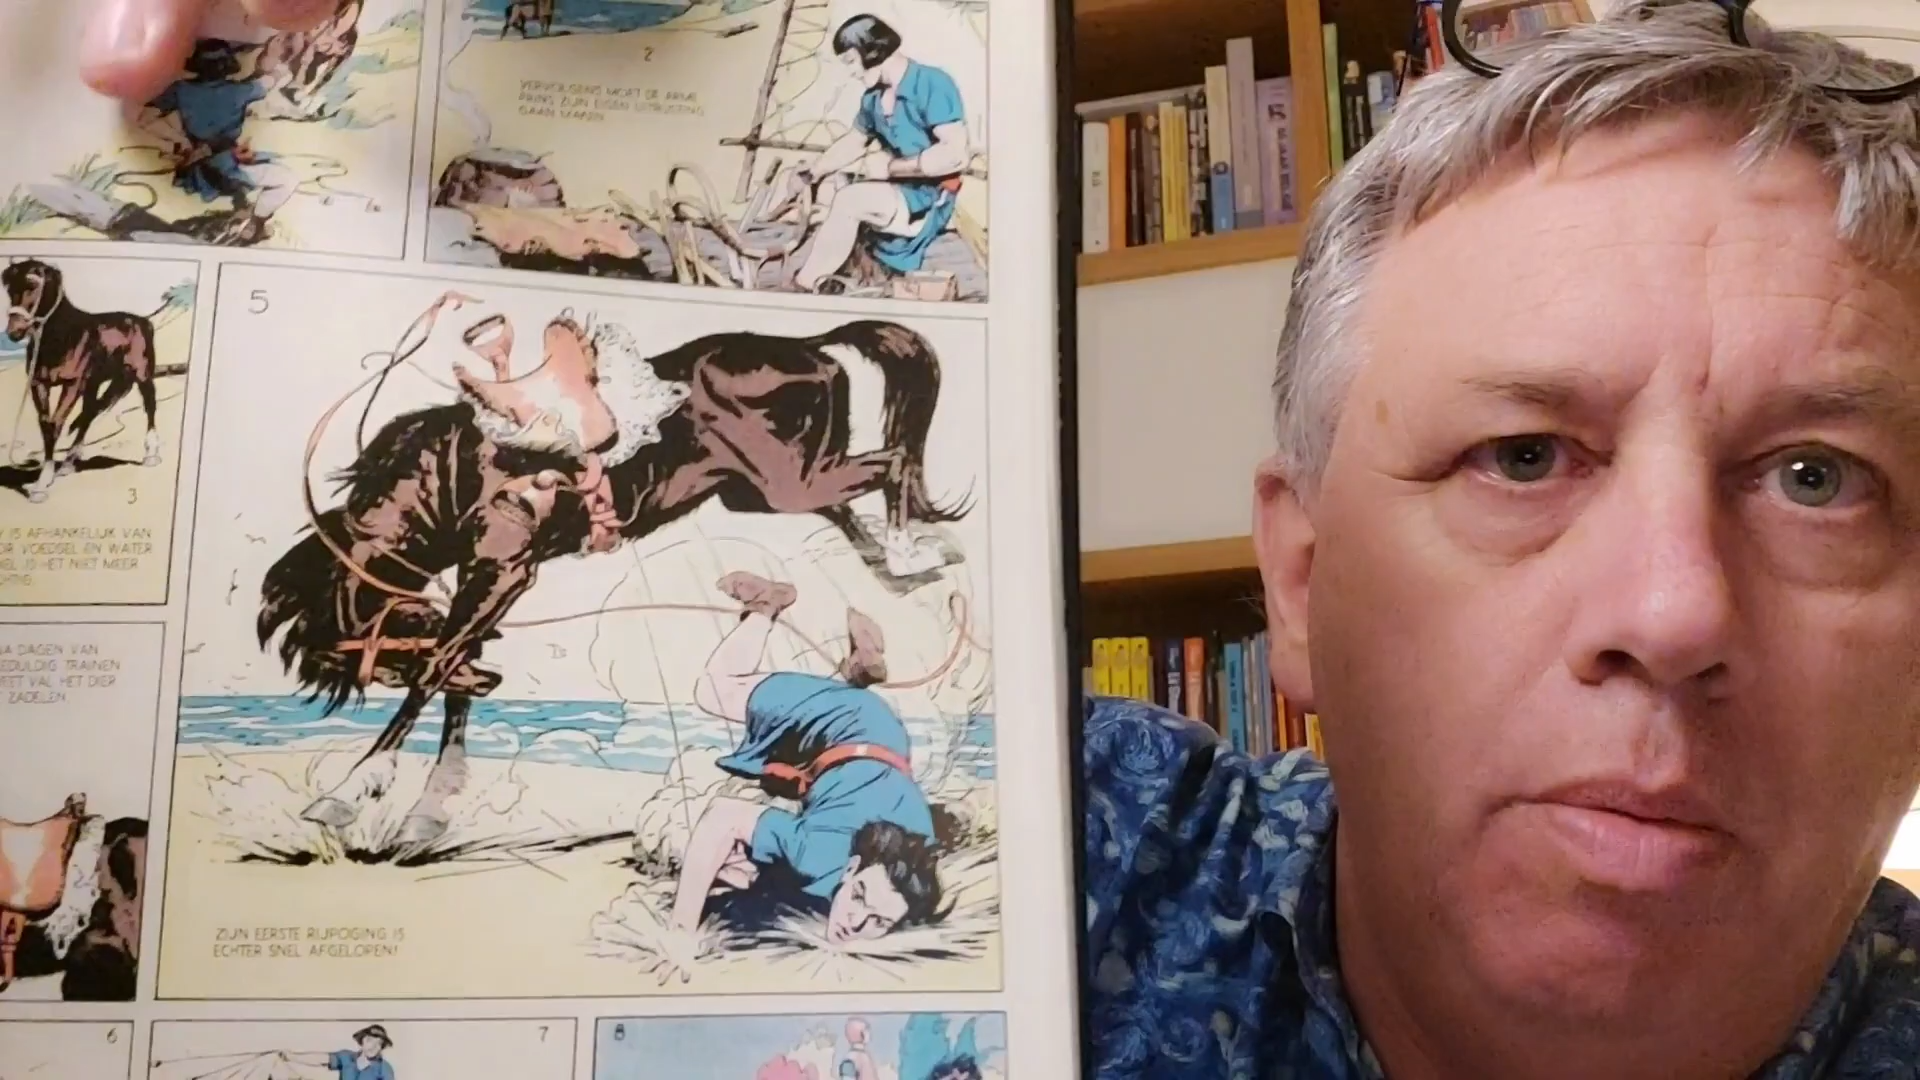 2
VERVOLGENS MOET DE ARME
PRINS ZIJN EIGEN UITRUSTING
GAAN MAKEN.
3
IS AFHANKELIJK VAN
VOEDSEL EN WATER
IS HET NIET MEER
DAGEN VAN
GEDULDIG TRAINEN
VAL HET DIER
ZADELEN.
5
ZIJN EERSTE RIJPOGING IS
ECHTER SNEL AFGELOPEN!
6
7
8